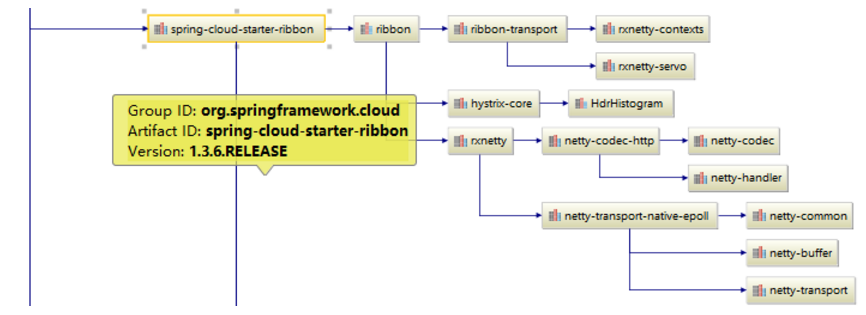 spring-cloud-starter-ribbon
ribbon
ribbon-transport
rxnetty-contexts
rxnetty-servo
Group ID: org.springframework.cloud
Artifact ID: spring-cloud-starter-ribbon
Version: 1.3.6.RELEASE
hystrix-core
HdrHistogram
rxnetty
netty-codec-http
netty-codec
netty-handler
netty-transport-native-epoll
netty-common
netty-buffer
netty-transport